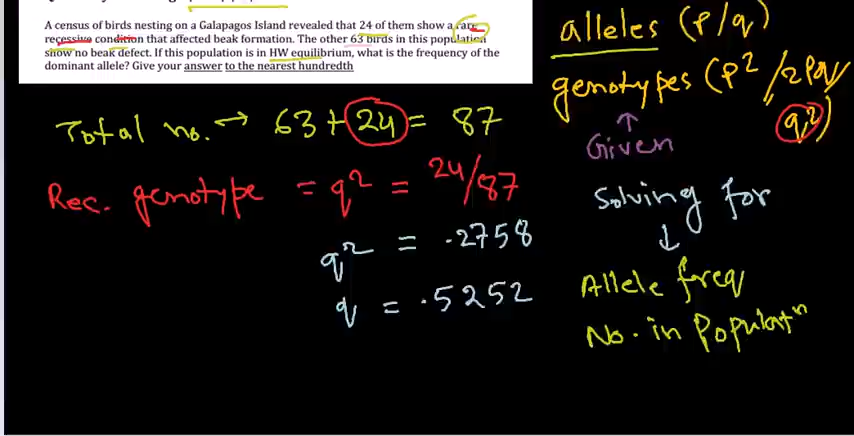 A census of birds nesting on a Galapagos Island revealed that 24 of them show a rare
recessive condition that affected beak formation. The other 63 birds in this population
show no beak defect. If this population is in HW equilibrium, what is the frequency of the
dominant allele? Give your answer to the nearest hundredth
alleles (p/q)
genotypes (p²/2pq/
q²)
Given
Total no. → 63 + 24 = 87
Rec. genotype = q² = 24/87
q² = .2758
q = .5252
Solving for
↓
Allele freq
No. in Populatⁿ